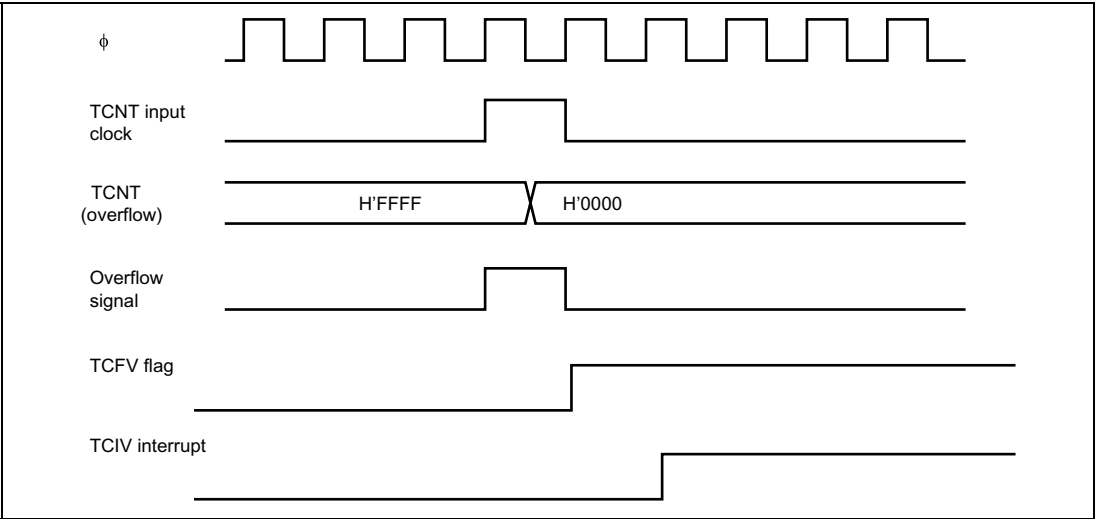 ϕ
TCNT input
clock
TCNT
(overflow)
H'FFFF
H'0000
Overflow
signal
TCFV flag
TCIV interrupt